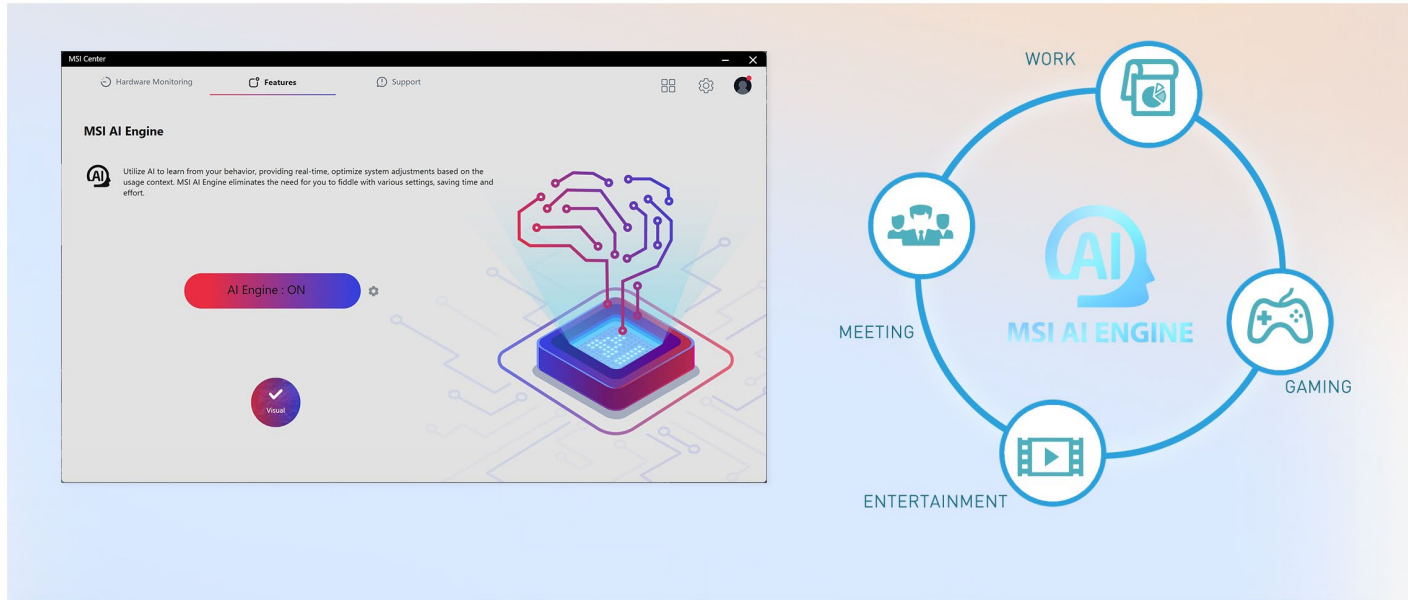 MSI Center
Hardware Monitoring
Features
Support
MSI AI Engine
AI
Utilize AI to learn from your behavior, providing real-time, optimize system adjustments based on the
usage context. MSI AI Engine eliminates the need for you to fiddle with various settings, saving time and
effort.
AI Engine : ON
Visual
WORK
AI
MSI AI ENGINE
MEETING
GAMING
ENTERTAINMENT